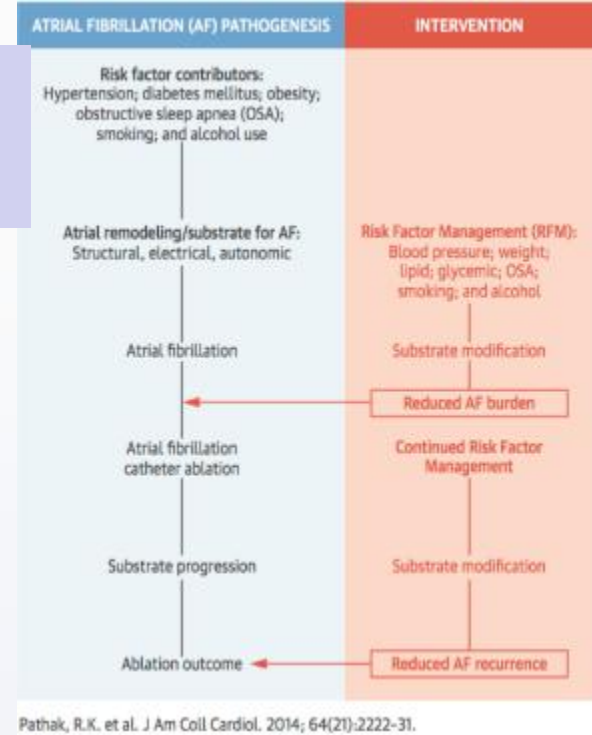 ATRIAL FIBRILLATION (AF) PATHOGENESIS
INTERVENTION
Risk factor contributors:
Hypertension; diabetes mellitus; obesity;
obstructive sleep apnea (OSA);
smoking; and alcohol use
Atrial remodeling/substrate for AF:
Structural, electrical, autonomic
Risk Factor Management (RFM):
Blood pressure; weight;
lipid; glycemic; OSA;
smoking; and alcohol
Atrial fibrillation
Substrate modification
Reduced AF burden
Atrial fibrillation
catheter ablation
Continued Risk Factor
Management
Substrate progression
Substrate modification
Ablation outcome
Reduced AF recurrence
Pathak, R.K. et al. J Am Coll Cardiol. 2014; 64(21):2222-31.